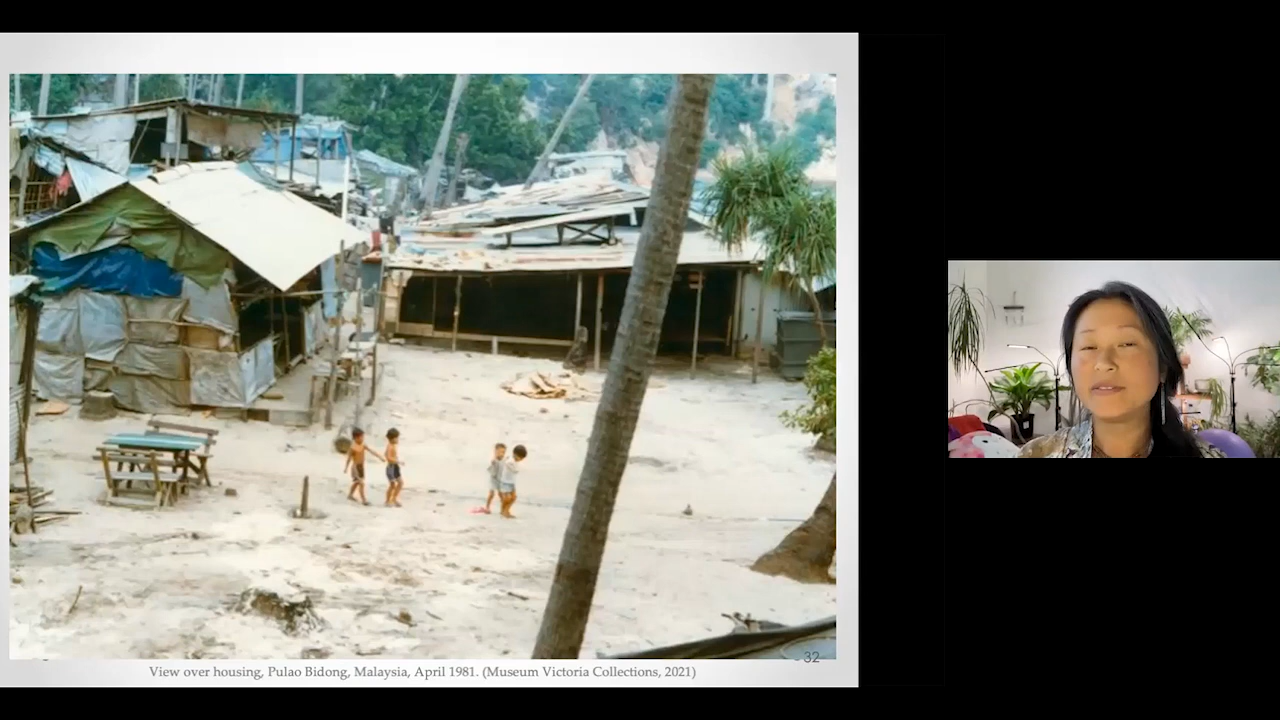 32
View over housing, Pulao Bidong, Malaysia, April 1981. (Museum Victoria Collections, 2021)